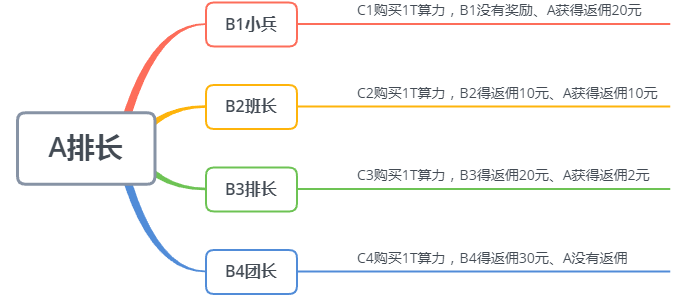 A排长
B1小兵
C1购买1T算力，B1没有奖励、A获得返佣20元
B2班长
C2购买1T算力，B2得返佣10元、A获得返佣10元
B3排长
C3购买1T算力，B3得返佣20元、A获得返佣2元
B4团长
C4购买1T算力，B4得返佣30元、A没有返佣